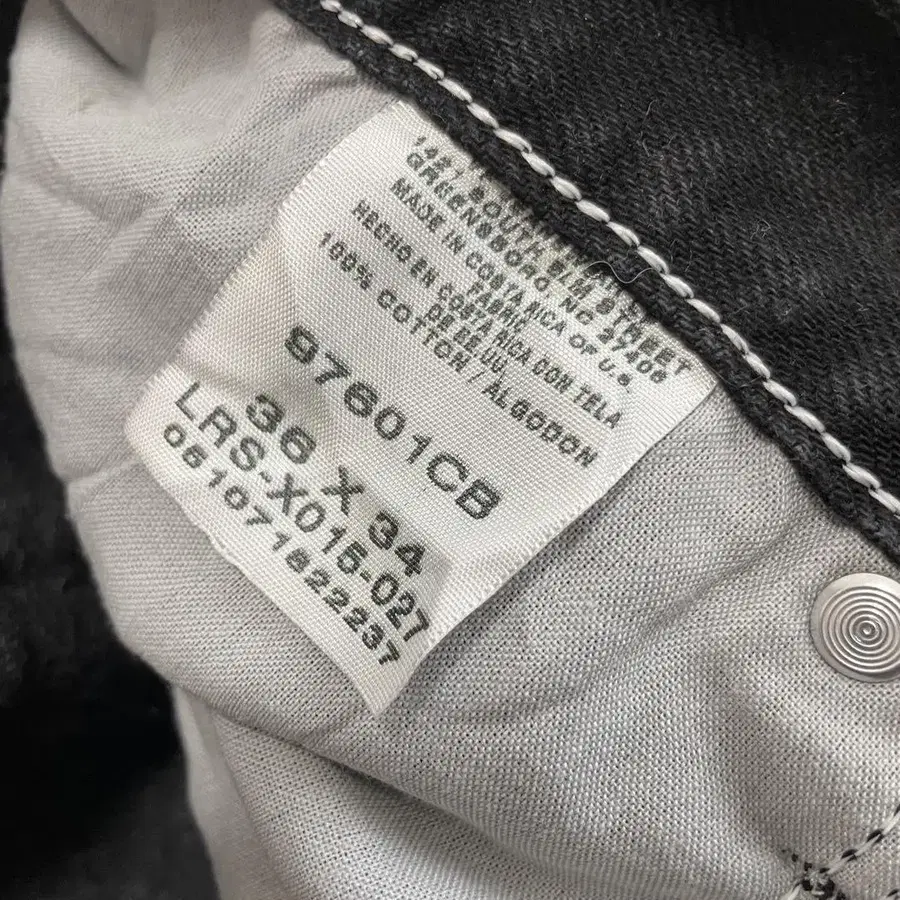 1421 SOUTH ELM STREET
GREENSBORO, NC 27406
MADE IN COSTA RICA OF U.S.
FABRIC
HECHO EN COSTA RICA CON TELA
DE EE.UU.
100% COTTON / ALGODON
97601CB
36 X 34
LRS-X015-027
05107152237